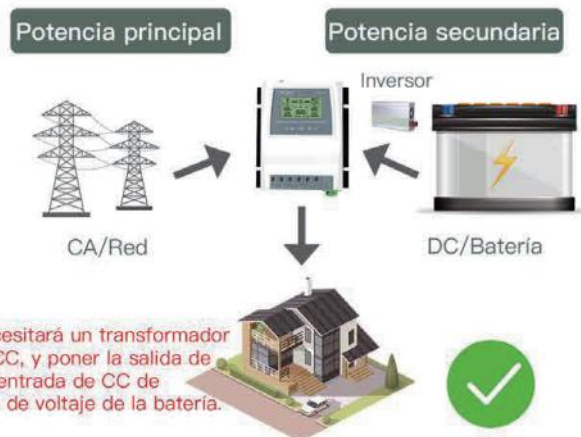 Potencia principal
Potencia secundaria
Inversor
CA/Red
DC/Batería
cesitará un transformador
CC, y poner la salida de
entrada de CC de
de voltaje de la batería.